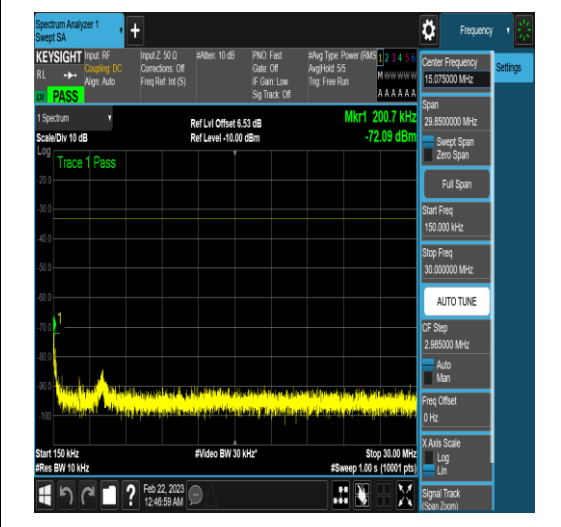 Spectrum Analyzer 1
Swept SA
+
Frequency
KEYSIGHT
RL
PASS
Input: RF
Coupling: DC
Align: Auto
Input Z: 50 Ω
Corrections: Off
Freq Ref: Int (S)
#Atten: 10 dB
PNO: Fast
Gate: Off
IF Gain: Low
Sig Track: Off
#Avg Type: Power (RMS
Avg|Hold: 5/5
Trig: Free Run
1 2 3 4 5 6
M w w w w w
A A A A A A
1 Spectrum
Scale/Div 10 dB
Ref Lvl Offset 6.53 dB
Ref Level -10.00 dBm
Mkr1 200.7 kHz
-72.09 dBm
Log
Trace 1 Pass
-20.0
-30.0
-40.0
-50.0
-60.0
-70.0
-80.0
-90.0
-100
1
Start 150 kHz
#Res BW 10 kHz
#Video BW 30 kHz*
Stop 30.00 MHz
#Sweep 1.00 s (10001 pts)
?
Feb 22, 2023
12:46:59 AM
Center Frequency
15.075000 MHz
Span
29.8500000 MHz
Swept Span
Zero Span
Full Span
Start Freq
150.000 kHz
Stop Freq
30.000000 MHz
AUTO TUNE
CF Step
2.985000 MHz
Auto
Man
Freq Offset
0 Hz
X Axis Scale
Log
Lin
Signal Track
(Span Zoom)
Settings